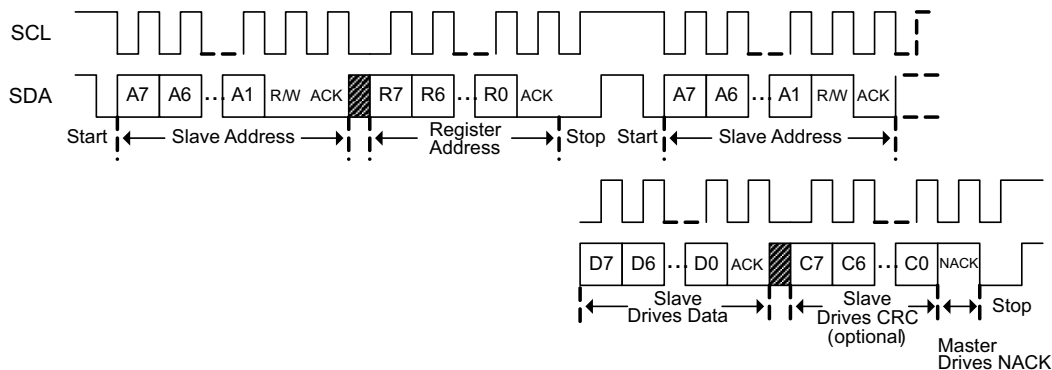 SCL
SDA
A7 A6 ... A1 R/W ACK R7 R6 ... R0 ACK A7 A6 ... A1 R/W ACK
Start Slave Address Register Address Stop Start Slave Address
D7 D6 ... D0 ACK C7 C6 ... C0 NACK
Slave Drives Data
Slave Drives CRC (optional)
Stop
Master
Drives NACK